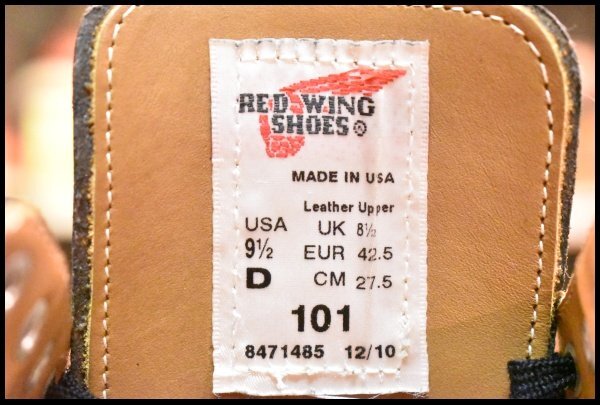 RED WING
SHOES®
MADE IN USA
Leather Upper
USA UK 8½
9½ EUR 42.5
D CM 27.5
101
8471485 12/10